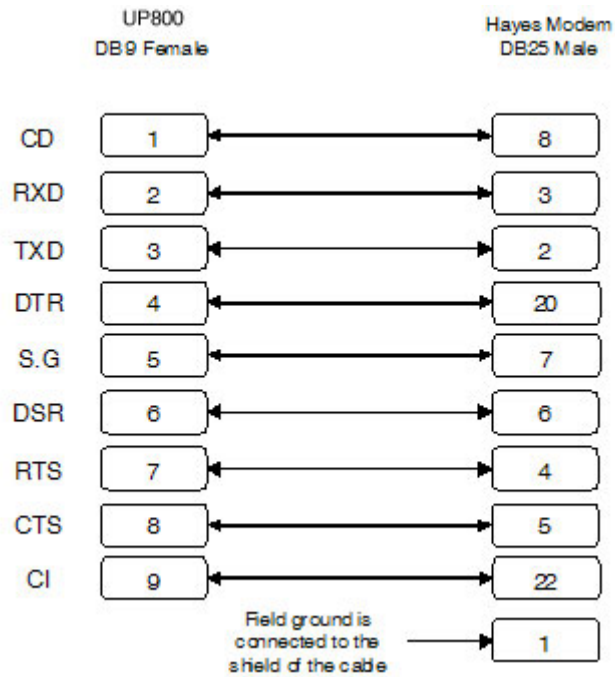 UP800
DB9 Female
Hayes Modem
DB25 Male
CD 1 8
RXD 2 3
TXD 3 2
DTR 4 20
S.G 5 7
DSR 6 6
RTS 7 4
CTS 8 5
CI 9 22
Field ground is
connected to the
shield of the cable
1